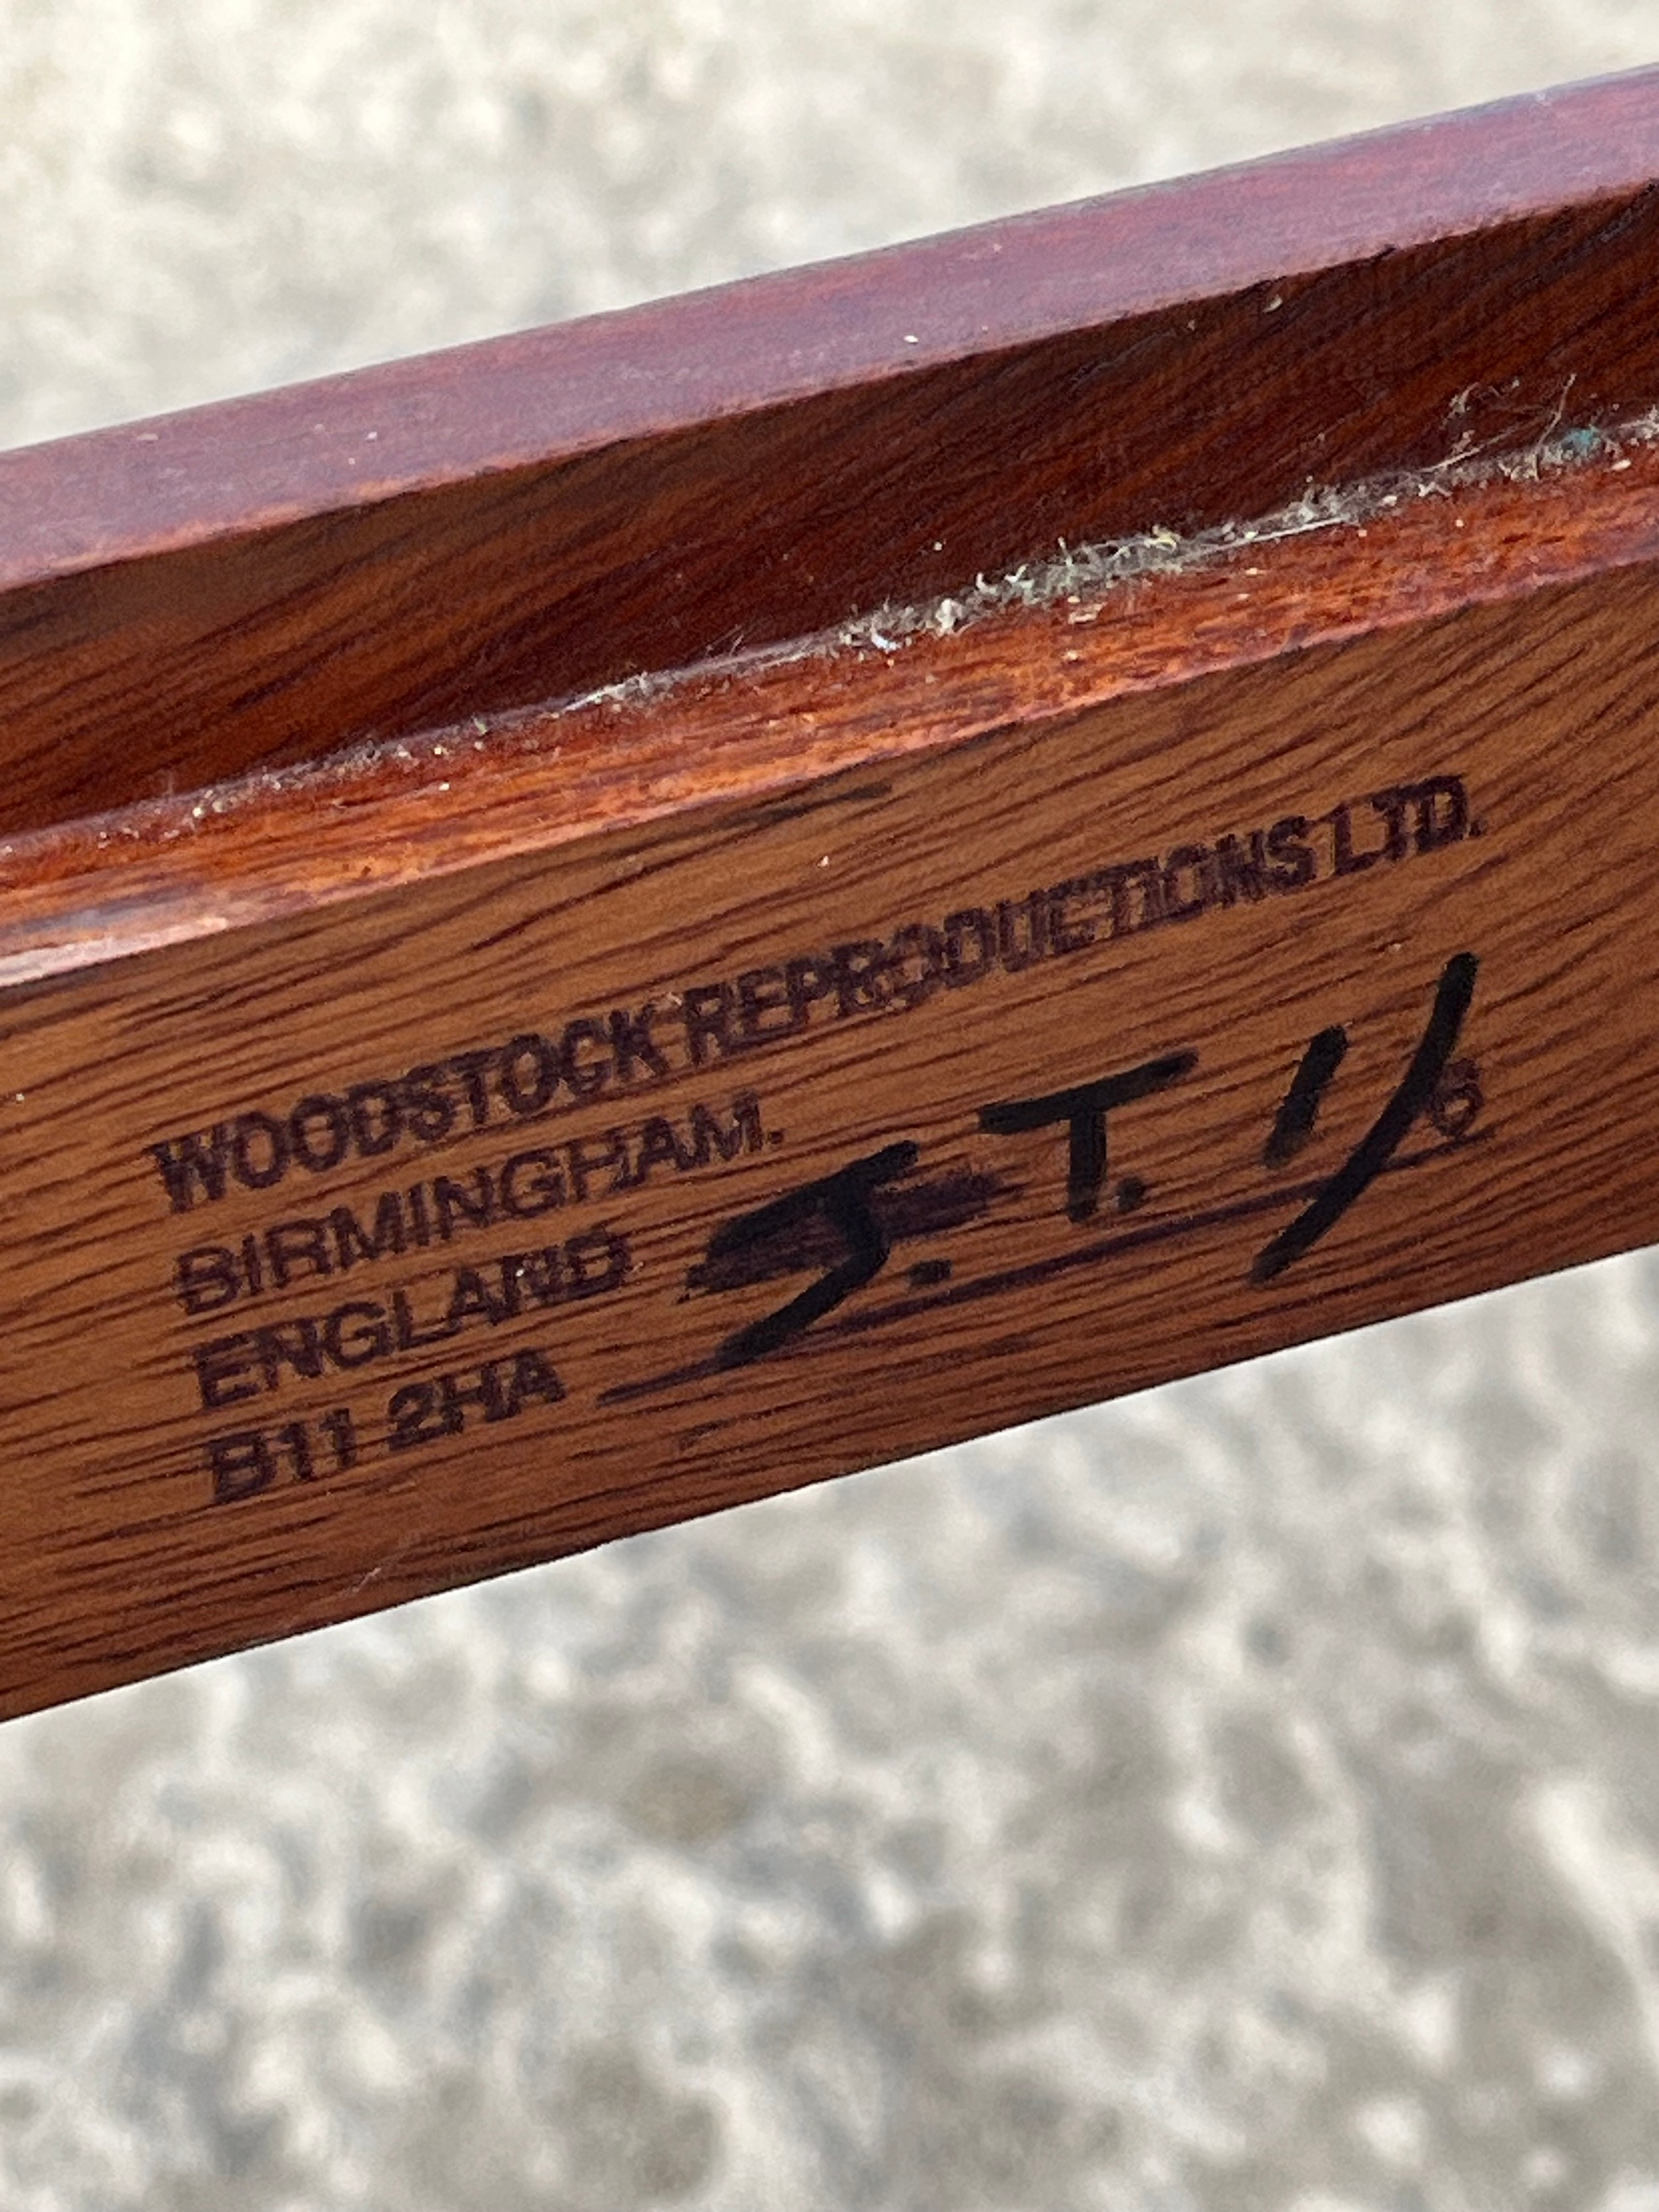 WOODSTOCK REPRODUCTIONS LTD.
BIRMINGHAM.
ENGLAND
B11 2HA
J. T. 1/
6